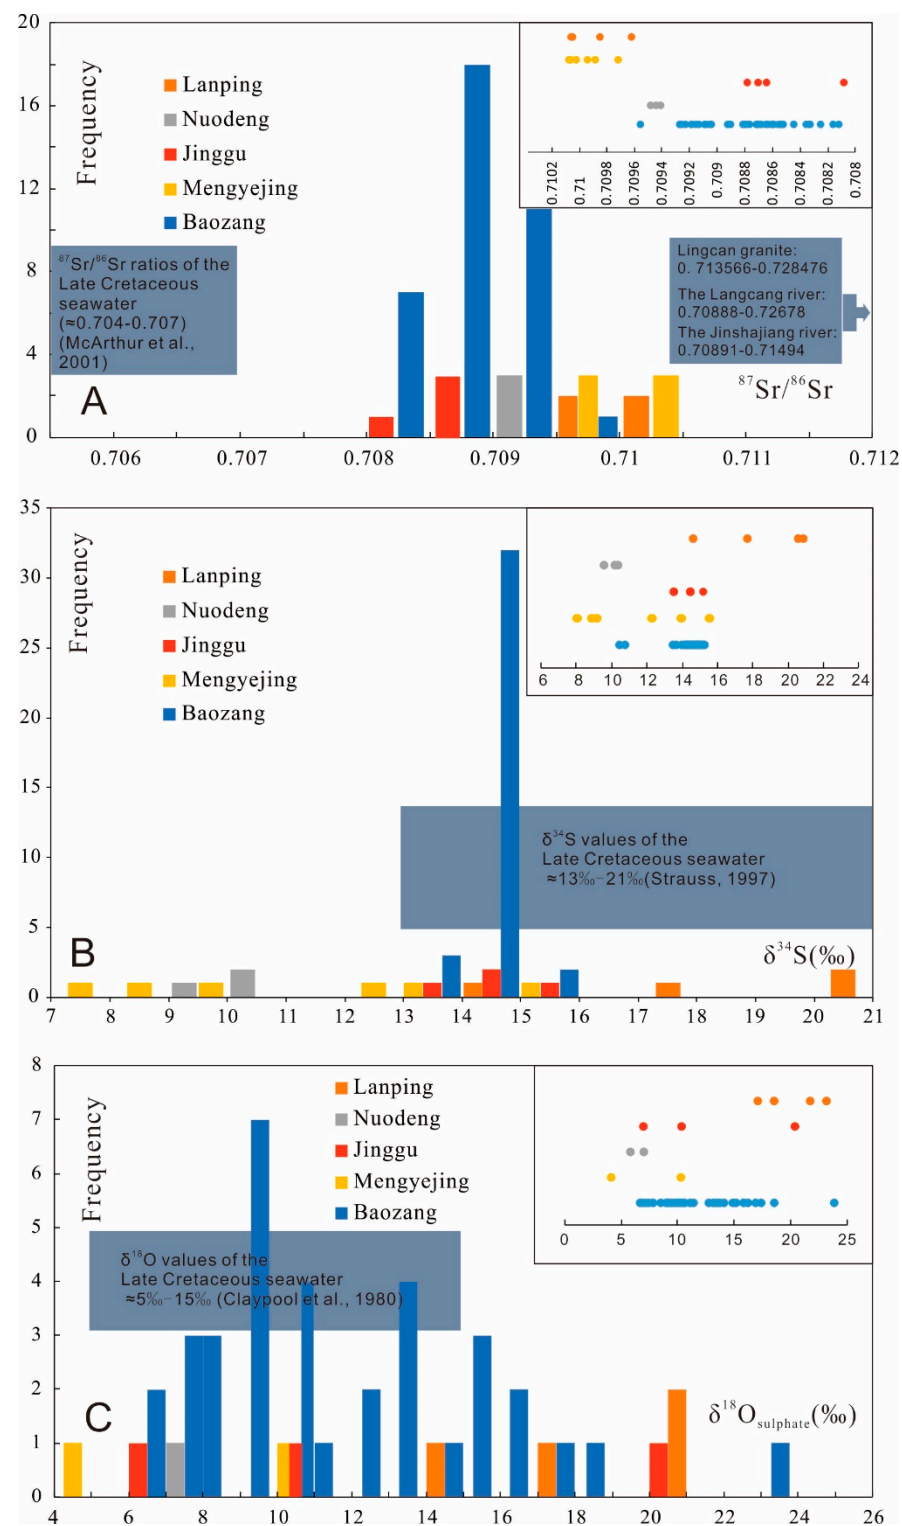 20
16
12
8
4
0
Frequency
Lanping
Nuodeng
Jinggu
Mengyejing
Baozang
0.7102
0.71
0.7098
0.7096
0.7094
0.7092
0.709
0.7088
0.7086
0.7084
0.7082
0.708
⁸⁷Sr/⁸⁶Sr ratios of the
Late Cretaceous
seawater
(≈0.704-0.707)
(McArthur et al.,
2001)
Lingcan granite:
0. 713566-0.728476
The Langcang river:
0.70888-0.72678
The Jinshajiang river:
0.70891-0.71494
A
⁸⁷Sr/⁸⁶Sr
0.706
0.707
0.708
0.709
0.71
0.711
0.712
35
30
25
20
15
10
5
0
Frequency
Lanping
Nuodeng
Jinggu
Mengyejing
Baozang
6 8 10 12 14 16 18 20 22 24
δ³⁴S values of the
Late Cretaceous seawater
≈13‰-21‰(Strauss, 1997)
B
δ³⁴S(‰)
7 8 9 10 11 12 13 14 15 16 17 18 19 20 21
8
7
6
5
4
3
2
1
0
Frequency
Lanping
Nuodeng
Jinggu
Mengyejing
Baozang
0 5 10 15 20 25
δ¹⁸O values of the
Late Cretaceous seawater
≈5‰-15‰ (Claypool et al., 1980)
C
δ¹⁸Osulphate(‰)
4 6 8 10 12 14 16 18 20 22 24 26